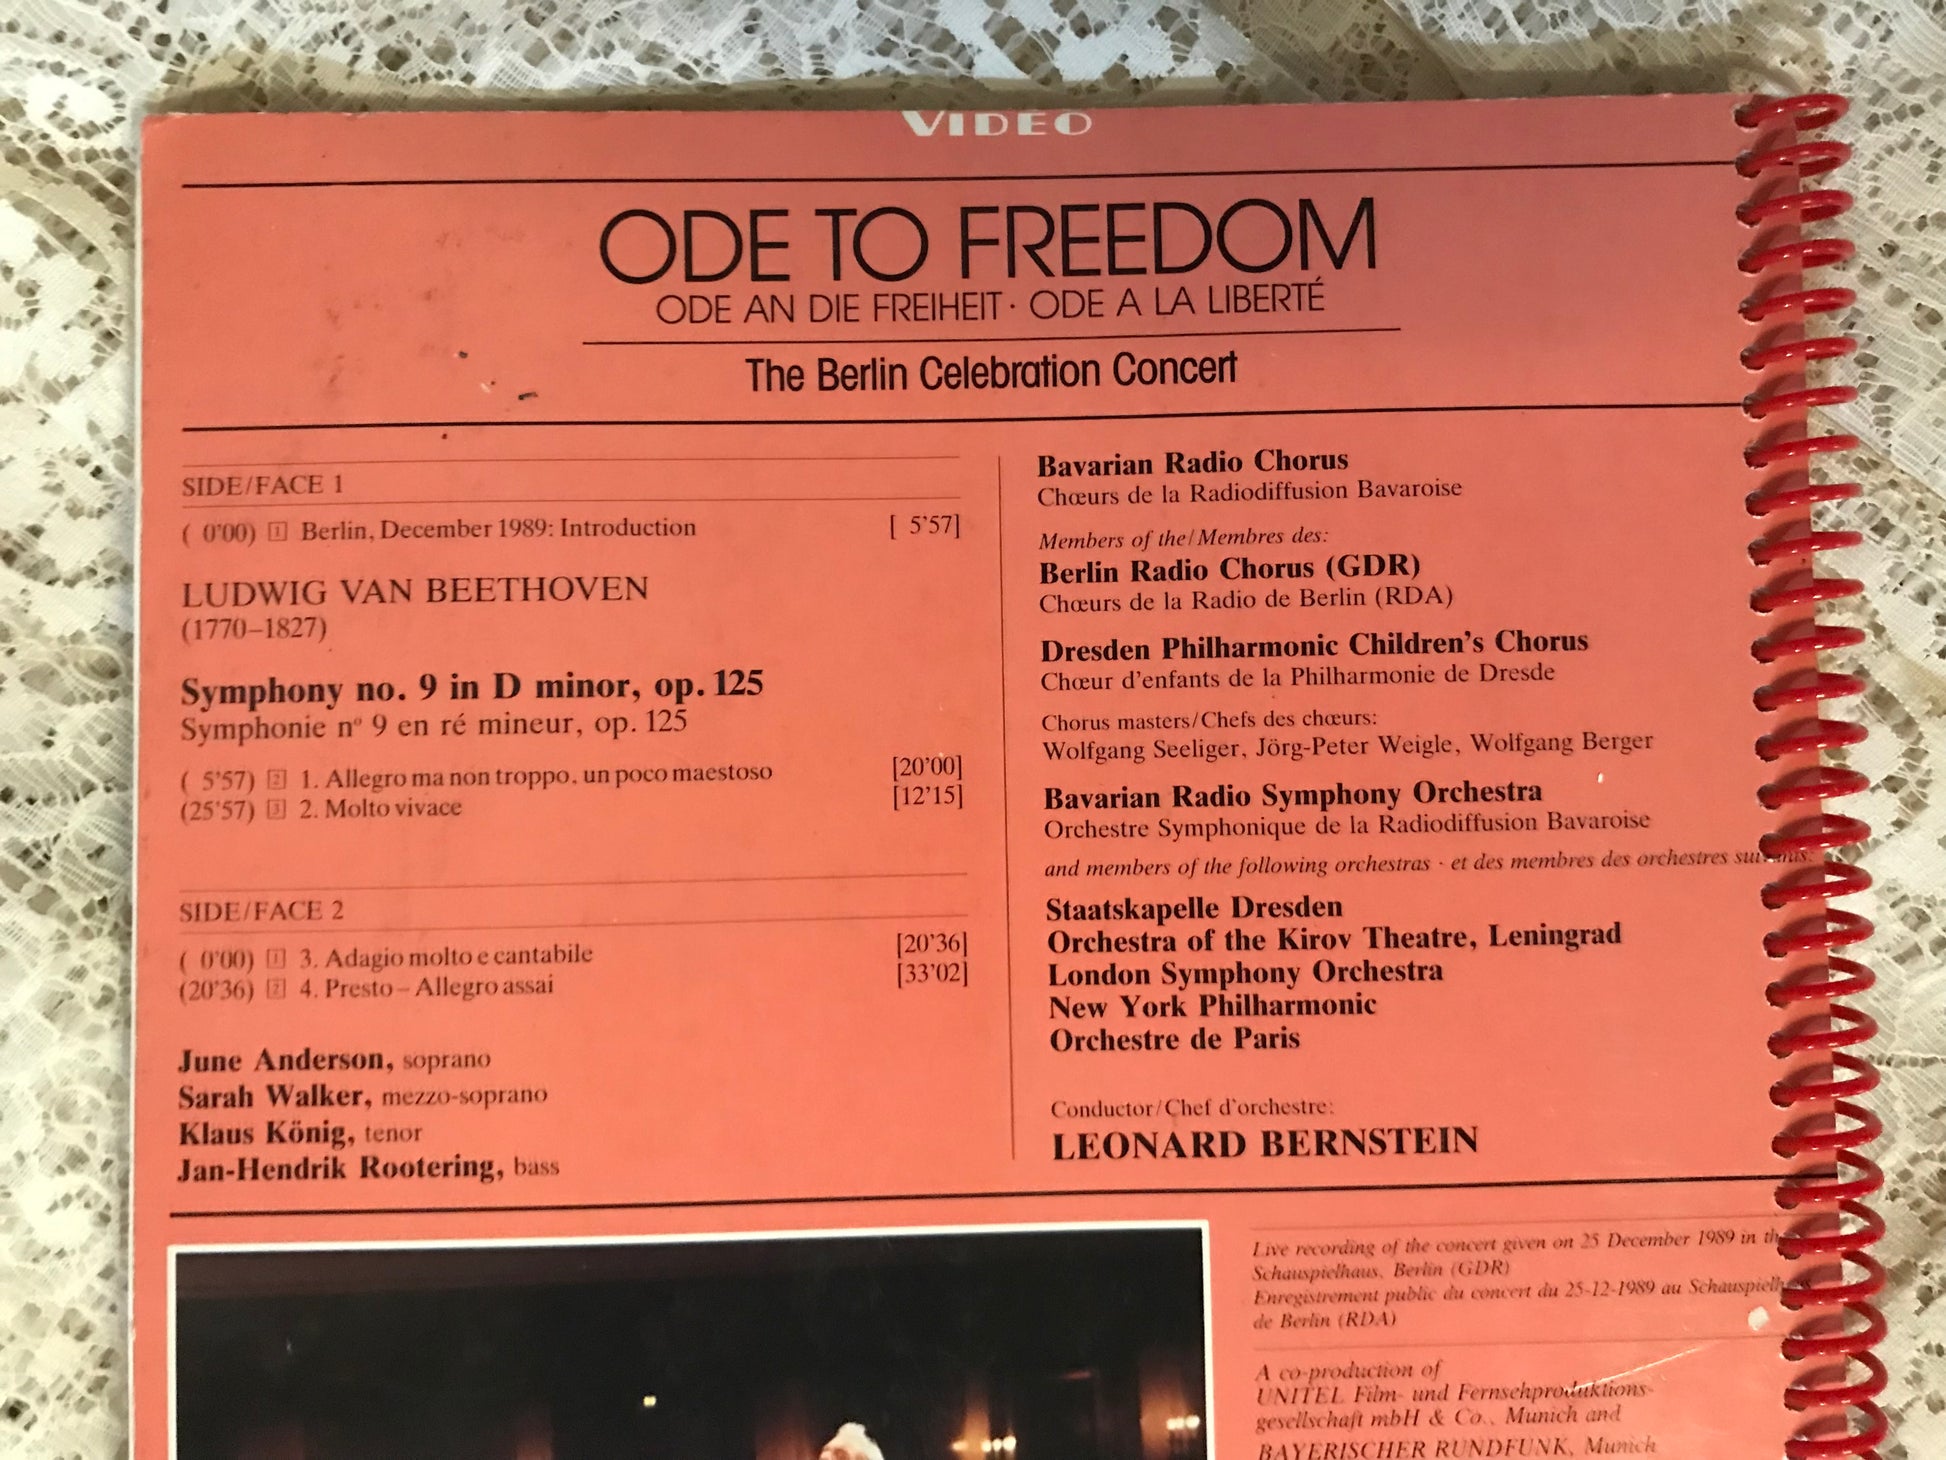 VIDEO
ODE TO FREEDOM
ODE AN DIE FREIHEIT · ODE A LA LIBERTÉ
The Berlin Celebration Concert
SIDE/FACE 1
( 0'00) 1 Berlin, December 1989: Introduction [ 5'57]
LUDWIG VAN BEETHOVEN
(1770–1827)
Symphony no. 9 in D minor, op. 125
Symphonie nº 9 en ré mineur, op. 125
( 5'57) 2 1. Allegro ma non troppo, un poco maestoso [20'00]
(25'57) 3 2. Molto vivace [12'15]
SIDE/FACE 2
( 0'00) 1 3. Adagio molto e cantabile [20'36]
(20'36) 2 4. Presto – Allegro assai [33'02]
June Anderson, soprano
Sarah Walker, mezzo-soprano
Klaus König, tenor
Jan-Hendrik Rootering, bass
Bavarian Radio Chorus
Chœurs de la Radiodiffusion Bavaroise
Members of the/Membres des:
Berlin Radio Chorus (GDR)
Chœurs de la Radio de Berlin (RDA)
Dresden Philharmonic Children's Chorus
Chœur d'enfants de la Philharmonie de Dresde
Chorus masters/Chefs des chœurs:
Wolfgang Seeliger, Jörg-Peter Weigle, Wolfgang Berger
Bavarian Radio Symphony Orchestra
Orchestre Symphonique de la Radiodiffusion Bavaroise
and members of the following orchestras · et des membres des orchestres suivants:
Staatskapelle Dresden
Orchestra of the Kirov Theatre, Leningrad
London Symphony Orchestra
New York Philharmonic
Orchestre de Paris
Conductor/Chef d'orchestre:
LEONARD BERNSTEIN
Live recording of the concert given on 25 December 1989 in the
Schauspielhaus, Berlin (GDR)
Enregistrement public du concert du 25-12-1989 au Schauspielhaus
de Berlin (RDA)
A co-production of
UNITEL Film- und Fernsehproduktions-
gesellschaft mbH & Co., Munich and
BAYERISCHER RUNDFUNK, Munich